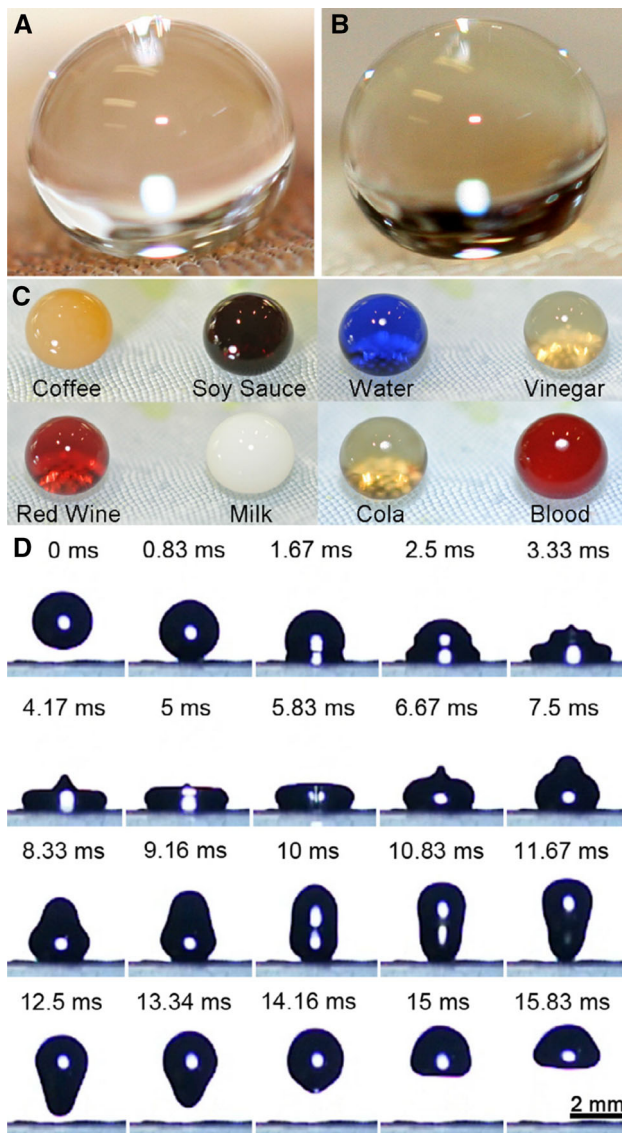 A B
C
Coffee Soy Sauce Water Vinegar
Red Wine Milk Cola Blood
D
0 ms 0.83 ms 1.67 ms 2.5 ms 3.33 ms
4.17 ms 5 ms 5.83 ms 6.67 ms 7.5 ms
8.33 ms 9.16 ms 10 ms 10.83 ms 11.67 ms
12.5 ms 13.34 ms 14.16 ms 15 ms 15.83 ms
2 mm